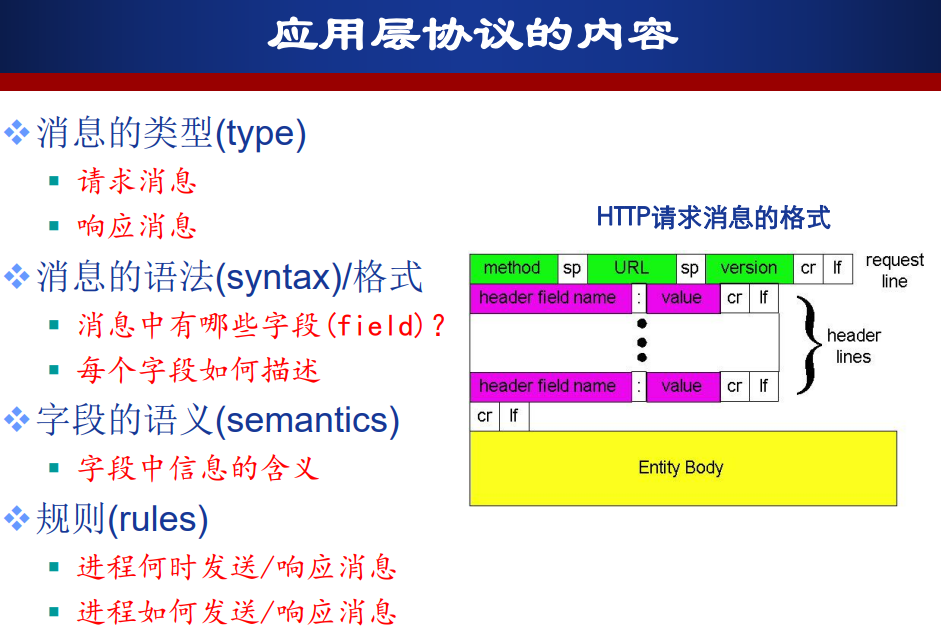 应用层协议的内容
消息的类型(type)
请求消息
响应消息
消息的语法(syntax)/格式
消息中有哪些字段(field)?
每个字段如何描述
字段的语义(semantics)
字段中信息的含义
规则(rules)
进程何时发送/响应消息
进程如何发送/响应消息
HTTP请求消息的格式
method sp URL sp version cr lf request line
header field name : value cr lf
header lines
header field name : value cr lf
cr lf
Entity Body